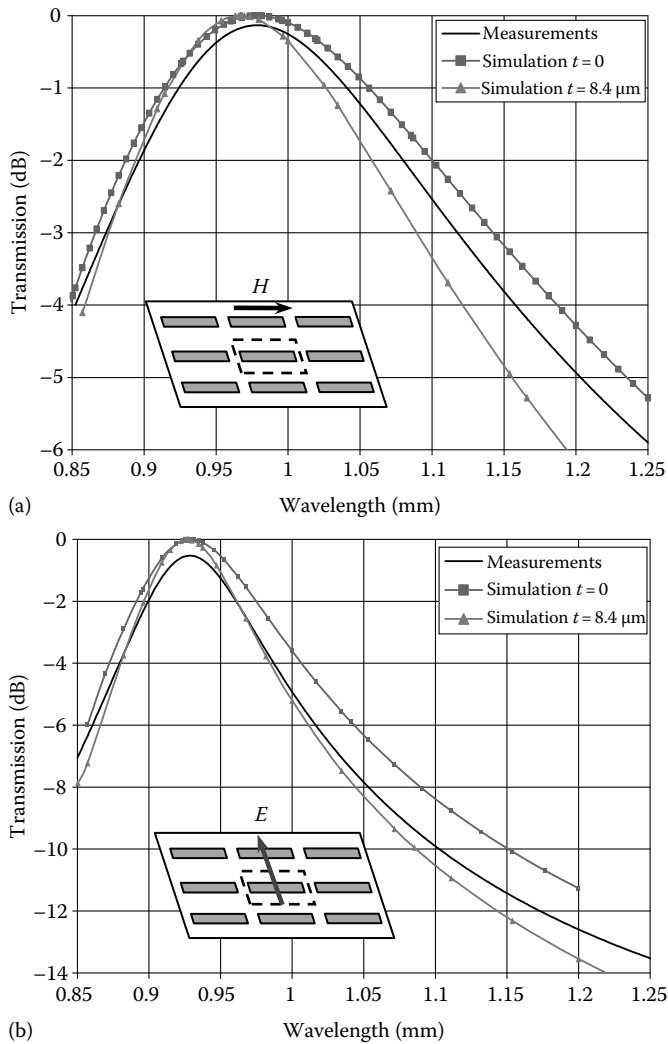 0
−1
−2
−3
−4
−5
−6
Transmission (dB)
Measurements
Simulation t = 0
Simulation t = 8.4 μm
H
0.85 0.9 0.95 1 1.05 1.1 1.15 1.2 1.25
(a) Wavelength (mm)
0
−2
−4
−6
−8
−10
−12
−14
Transmission (dB)
Measurements
Simulation t = 0
Simulation t = 8.4 μm
E
0.85 0.9 0.95 1 1.05 1.1 1.15 1.2 1.25
(b) Wavelength (mm)